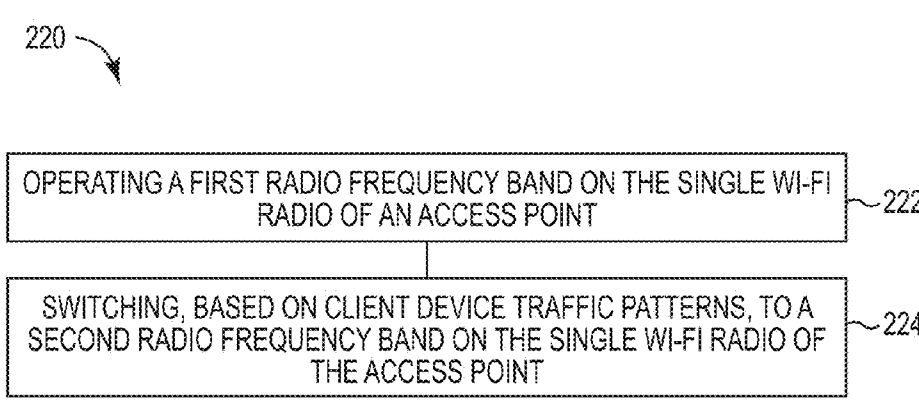 220
OPERATING A FIRST RADIO FREQUENCY BAND ON THE SINGLE WI-FI
RADIO OF AN ACCESS POINT
222
SWITCHING, BASED ON CLIENT DEVICE TRAFFIC PATTERNS, TO A
SECOND RADIO FREQUENCY BAND ON THE SINGLE WI-FI RADIO OF
THE ACCESS POINT
224